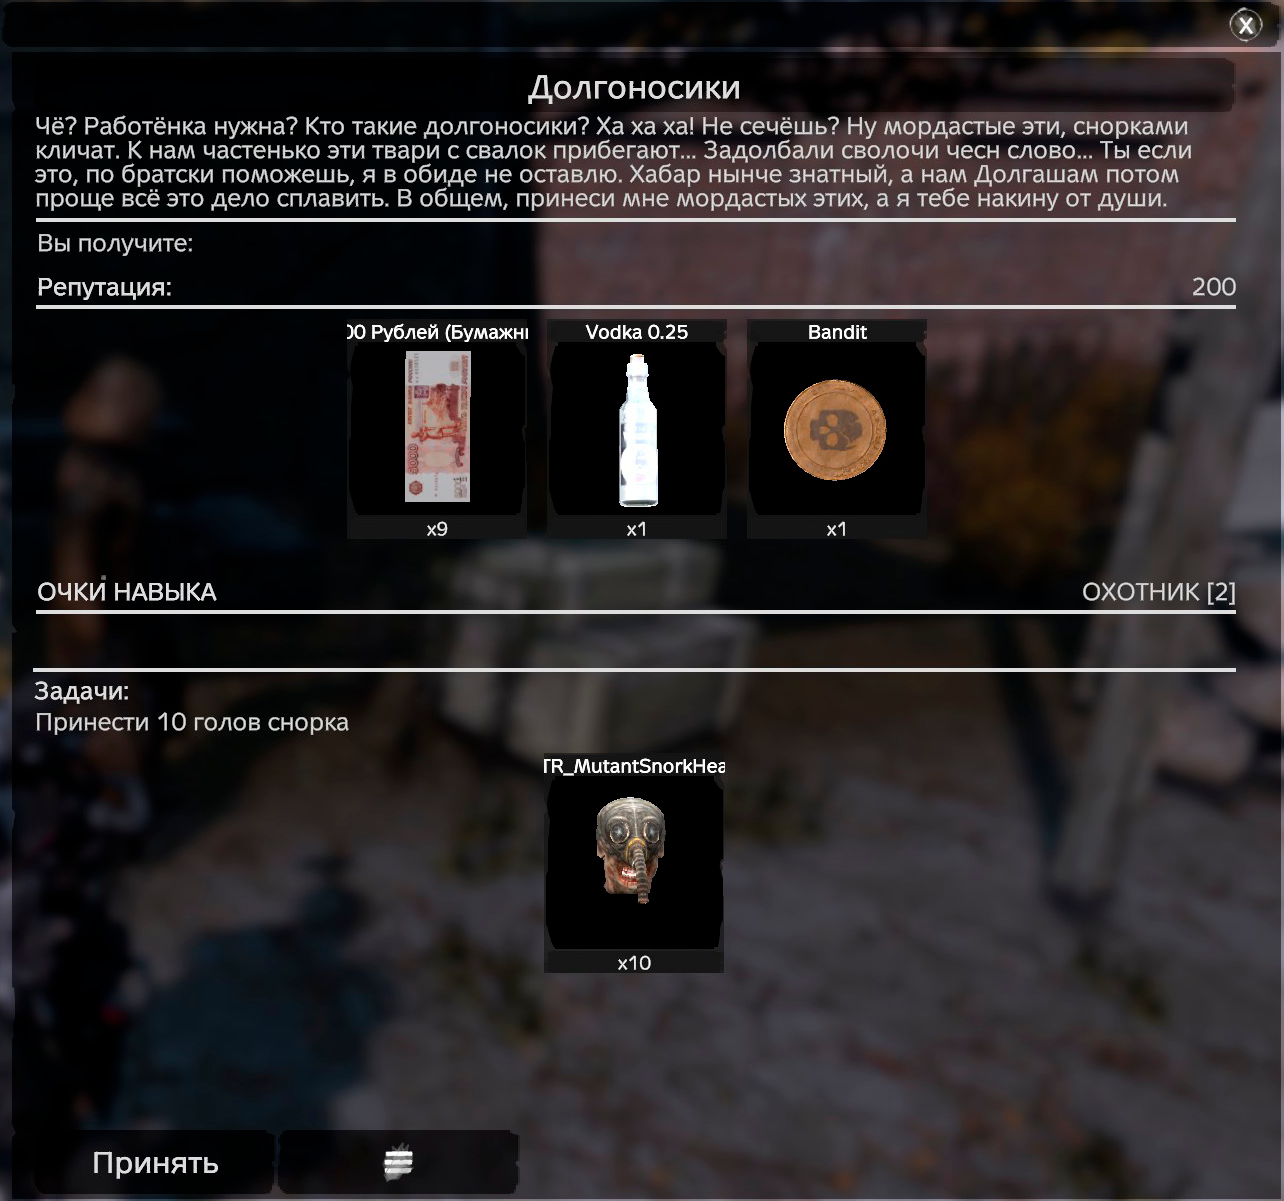 X
Долгоносики
Чё? Работёнка нужна? Кто такие долгоносики? Ха ха ха! Не сечёшь? Ну мордастые эти, снорками
кличат. К нам частенько эти твари с свалок прибегают... Задолбали сволочи чесн слово... Ты если
это, по братски поможешь, я в обиде не оставлю. Хабар нынче знатный, а нам Долгашам потом
проще всё это дело сплавить. В общем, принеси мне мордастых этих, а я тебе накину от души.
Вы получите:
Репутация: 200
Рублей Vodka 0.25 Bandit
x9 x1 x1
ОЧКИ НАВЫКА ОХОТНИК [2]
Задачи:
Принести 10 голов снорка
TR_MutantSnorkHea
x10
Принять